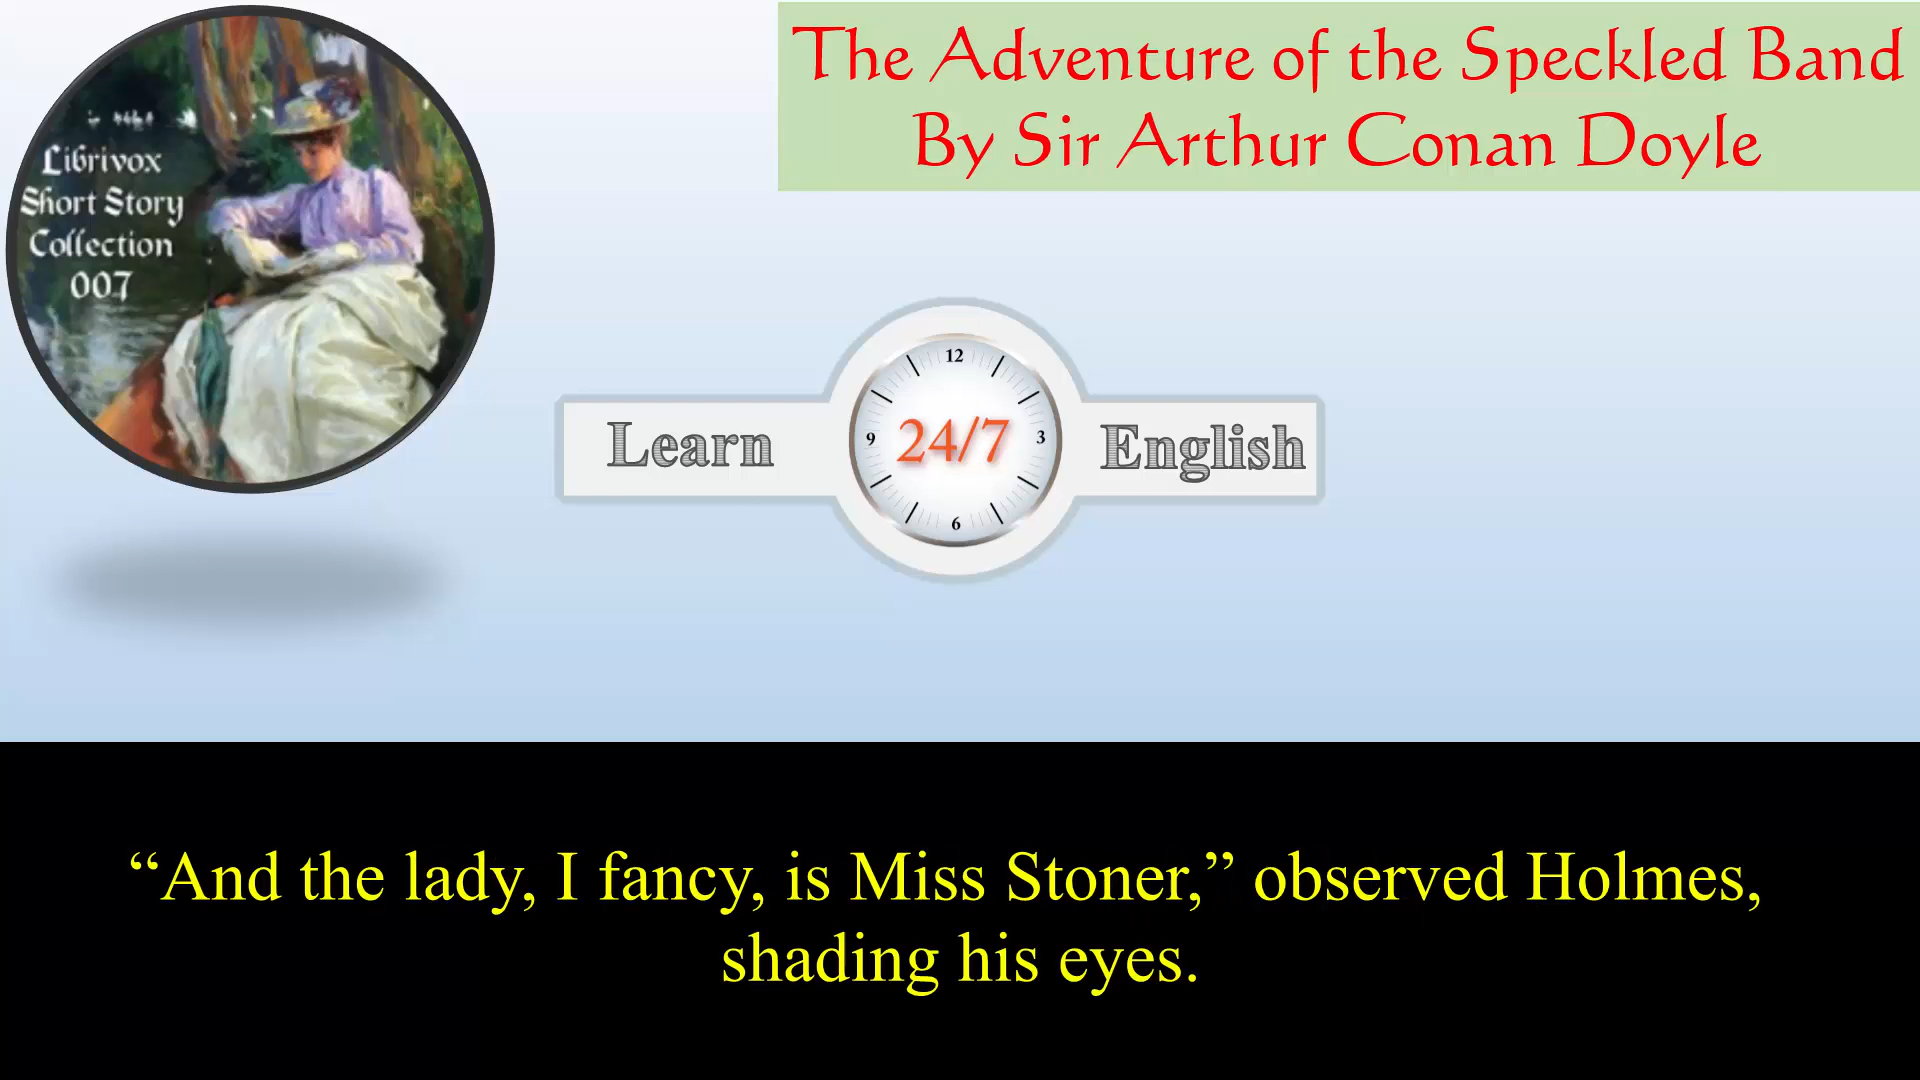 The Adventure of the Speckled Band
By Sir Arthur Conan Doyle
Librivox
Short Story
Collection
007
12
3
6
9
Learn 24/7 English
“And the lady, I fancy, is Miss Stoner,” observed Holmes,
shading his eyes.